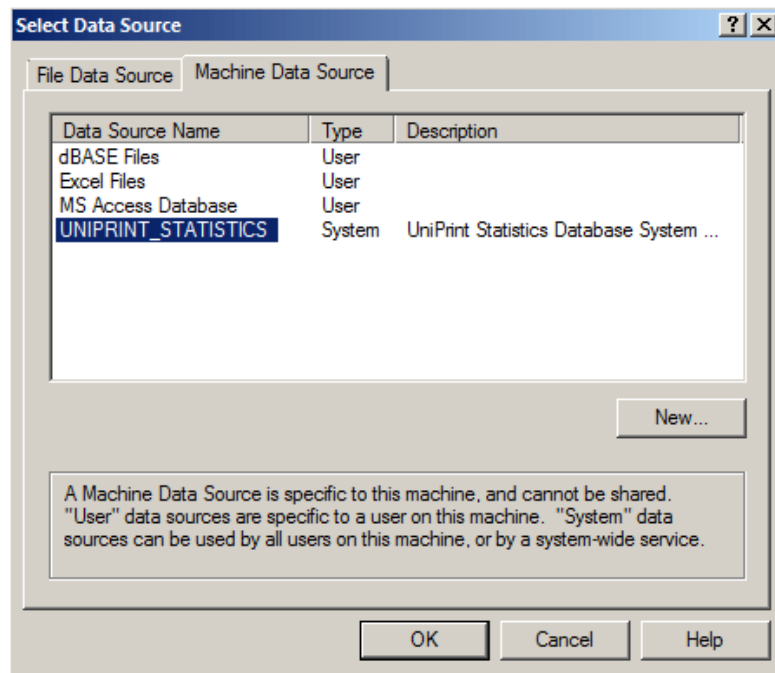 Select Data Source
File Data Source Machine Data Source
Data Source Name Type Description
dBASE Files User
Excel Files User
MS Access Database User
UNIPRINT_STATISTICS System UniPrint Statistics Database System ...
New...
A Machine Data Source is specific to this machine, and cannot be shared.
"User" data sources are specific to a user on this machine. "System" data
sources can be used by all users on this machine, or by a system-wide service.
OK Cancel Help